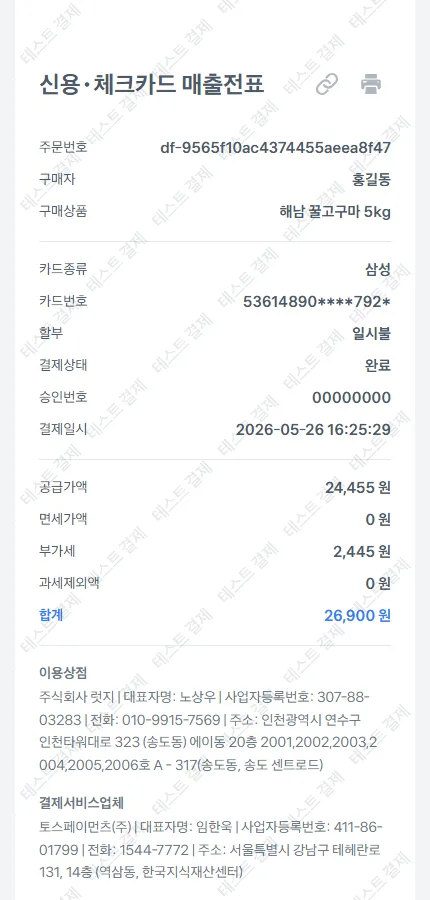 신용·체크카드 매출전표
주문번호 df-9565f10ac4374455aeea8f47
구매자 홍길동
구매상품 해남 꿀고구마 5kg
카드종류 삼성
카드번호 53614890****792*
할부 일시불
결제상태 완료
승인번호 00000000
결제일시 2026-05-26 16:25:29
공급가액 24,455 원
면세가액 0 원
부가세 2,445 원
과세제외액 0 원
합계 26,900 원
이용상점
주식회사 럿지 | 대표자명: 노상우 | 사업자등록번호: 307-88-
03283 | 전화: 010-9915-7569 | 주소: 인천광역시 연수구
인천타워대로 323 (송도동) 에이동 20층 2001,2002,2003,2
004,2005,2006호 A - 317(송도동, 송도 센트로드)
결제서비스업체
토스페이먼츠(주) | 대표자명: 임한욱 | 사업자등록번호: 411-86-
01799 | 전화: 1544-7772 | 주소: 서울특별시 강남구 테헤란로
131, 14층 (역삼동, 한국지식재산센터)
테스트 결제